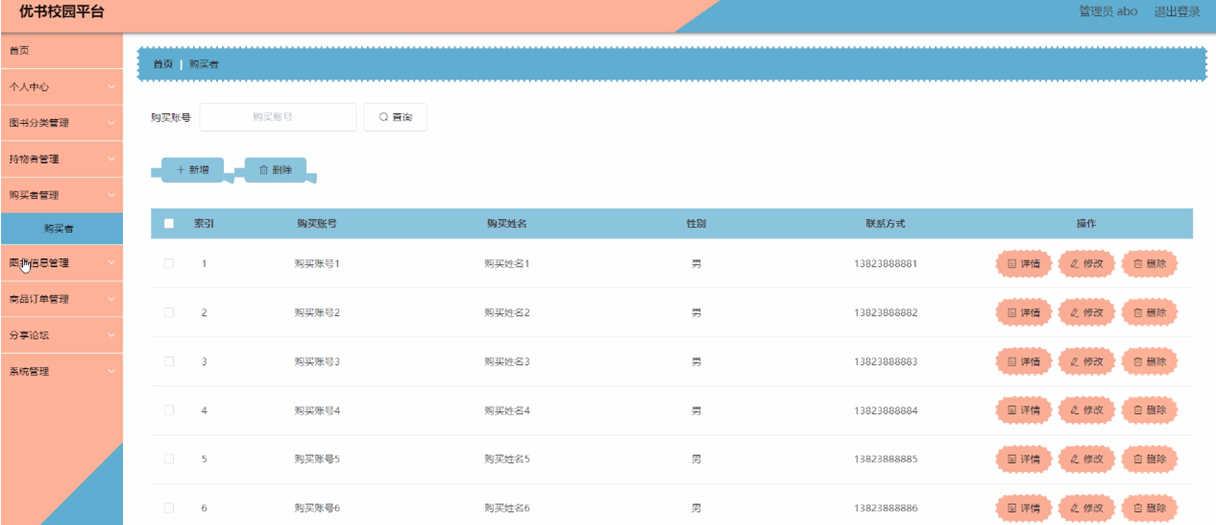 优书校园平台
管理员 abo 退出登录
首页
个人中心
图书分类管理
持物者管理
购买者管理
购买者
图书信息管理
商品订单管理
分享论坛
系统管理
首页 购买者
购买账号 购买账号 查询
新增 删除
索引 购买账号 购买姓名 性别 联系方式 操作
1 购买账号1 购买姓名1 男 13823888881 详情 修改 删除
2 购买账号2 购买姓名2 男 13823888882 详情 修改 删除
3 购买账号3 购买姓名3 男 13823888883 详情 修改 删除
4 购买账号4 购买姓名4 男 13823888884 详情 修改 删除
5 购买账号5 购买姓名5 男 13823888885 详情 修改 删除
6 购买账号6 购买姓名6 男 13823888886 详情 修改 删除